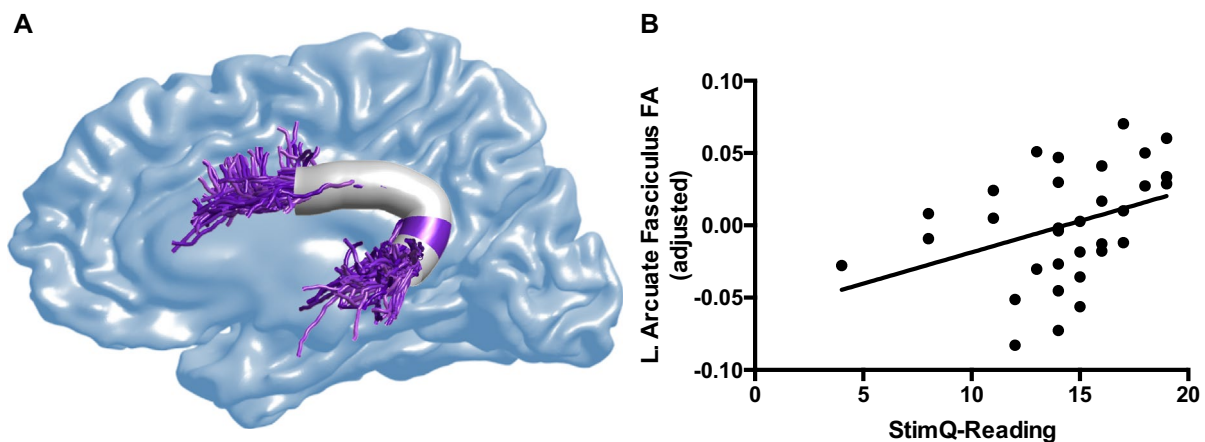 A
B
L. Arcuate Fasciculus FA
(adjusted)
0.10
0.05
0.00
-0.05
-0.10
0
5
10
15
20
StimQ-Reading